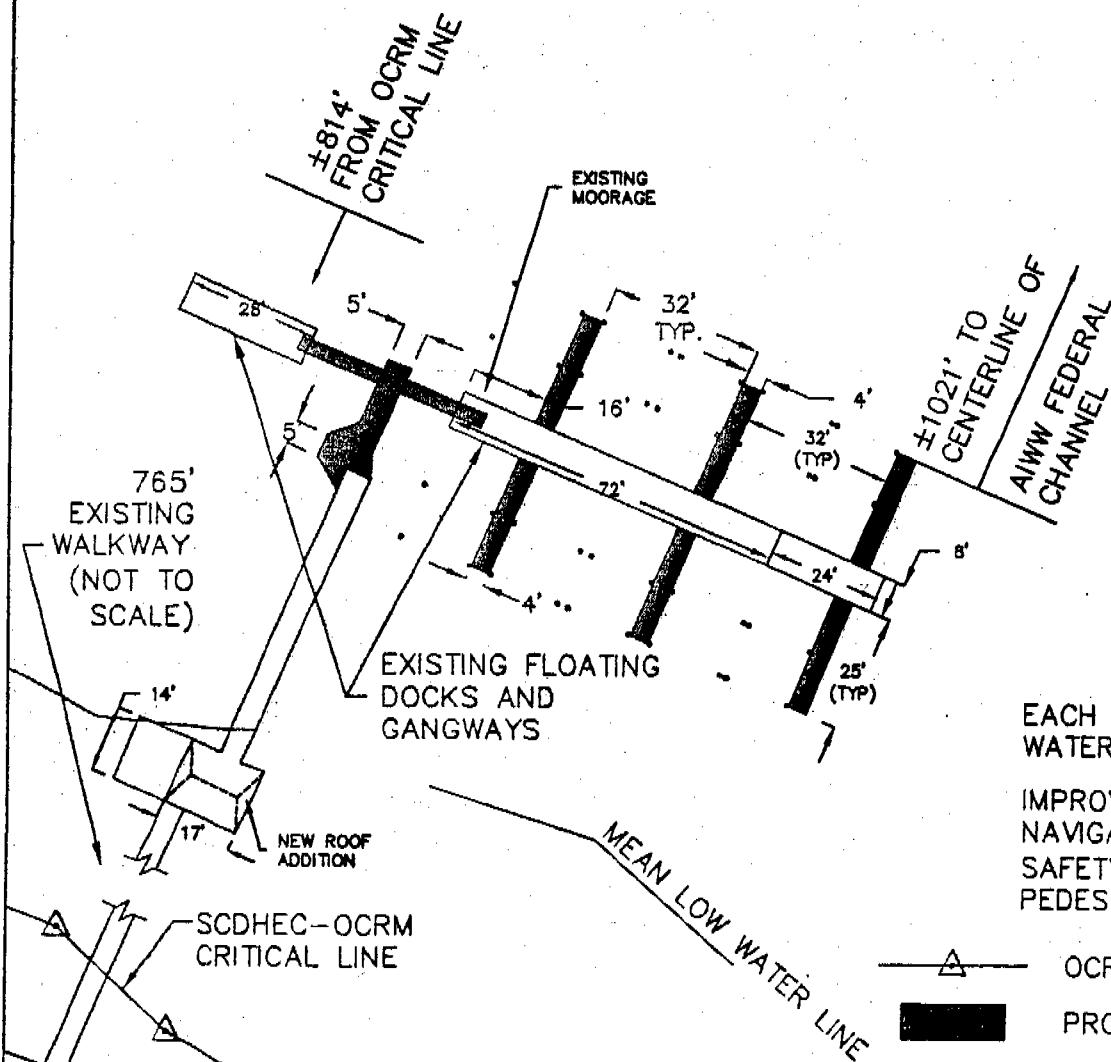 ±814'
FROM OCRM
CRITICAL LINE
EXISTING
MOORAGE
28'
5'
32'
TYP.
16'
4'
32'
(TYP)
±1021' TO
CENTERLINE OF
AIWW FEDERAL
CHANNEL
5'
72'
24'
8'
765'
EXISTING
WALKWAY
(NOT TO
SCALE)
4'
25'
(TYP)
EXISTING FLOATING
DOCKS AND
GANGWAYS
14'
17'
NEW ROOF
ADDITION
EACH
WATER
IMPROV
NAVIGA
SAFETY
PEDES
MEAN LOW WATER LINE
SCDHEC-OCRM
CRITICAL LINE
OCR
PRO